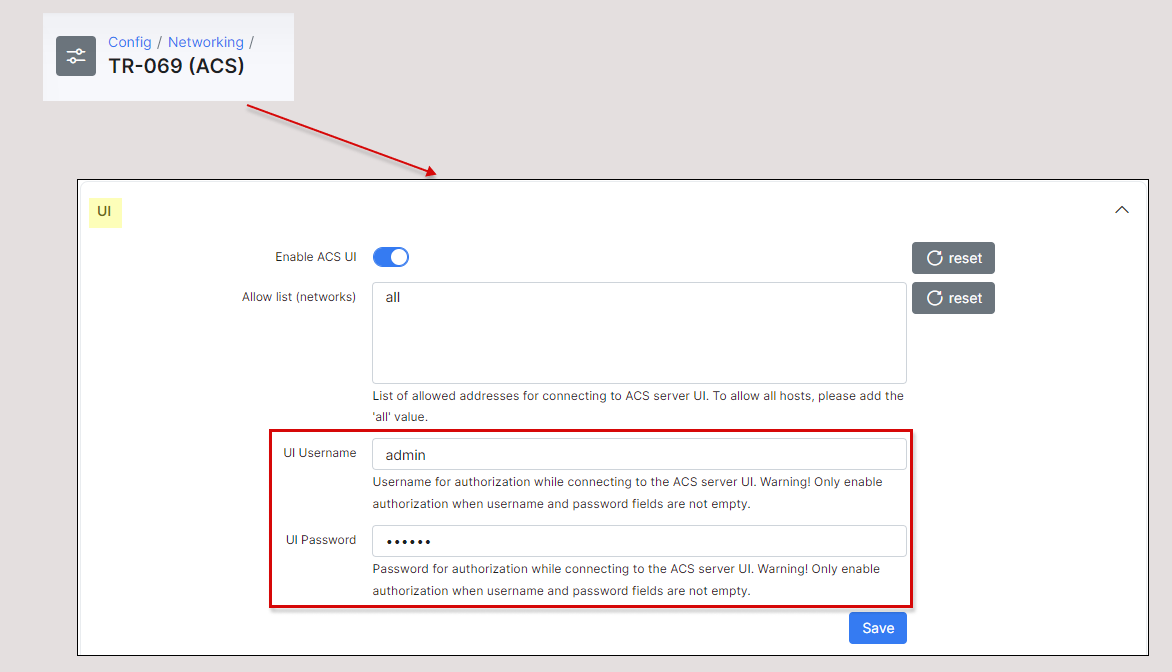 Config / Networking /
TR-069 (ACS)
UI
Enable ACS UI
reset
Allow list (networks)
all
reset
List of allowed addresses for connecting to ACS server UI. To allow all hosts, please add the
'all' value.
UI Username
admin
Username for authorization while connecting to the ACS server UI. Warning! Only enable
authorization when username and password fields are not empty.
UI Password
••••••
Password for authorization while connecting to the ACS server UI. Warning! Only enable
authorization when username and password fields are not empty.
Save